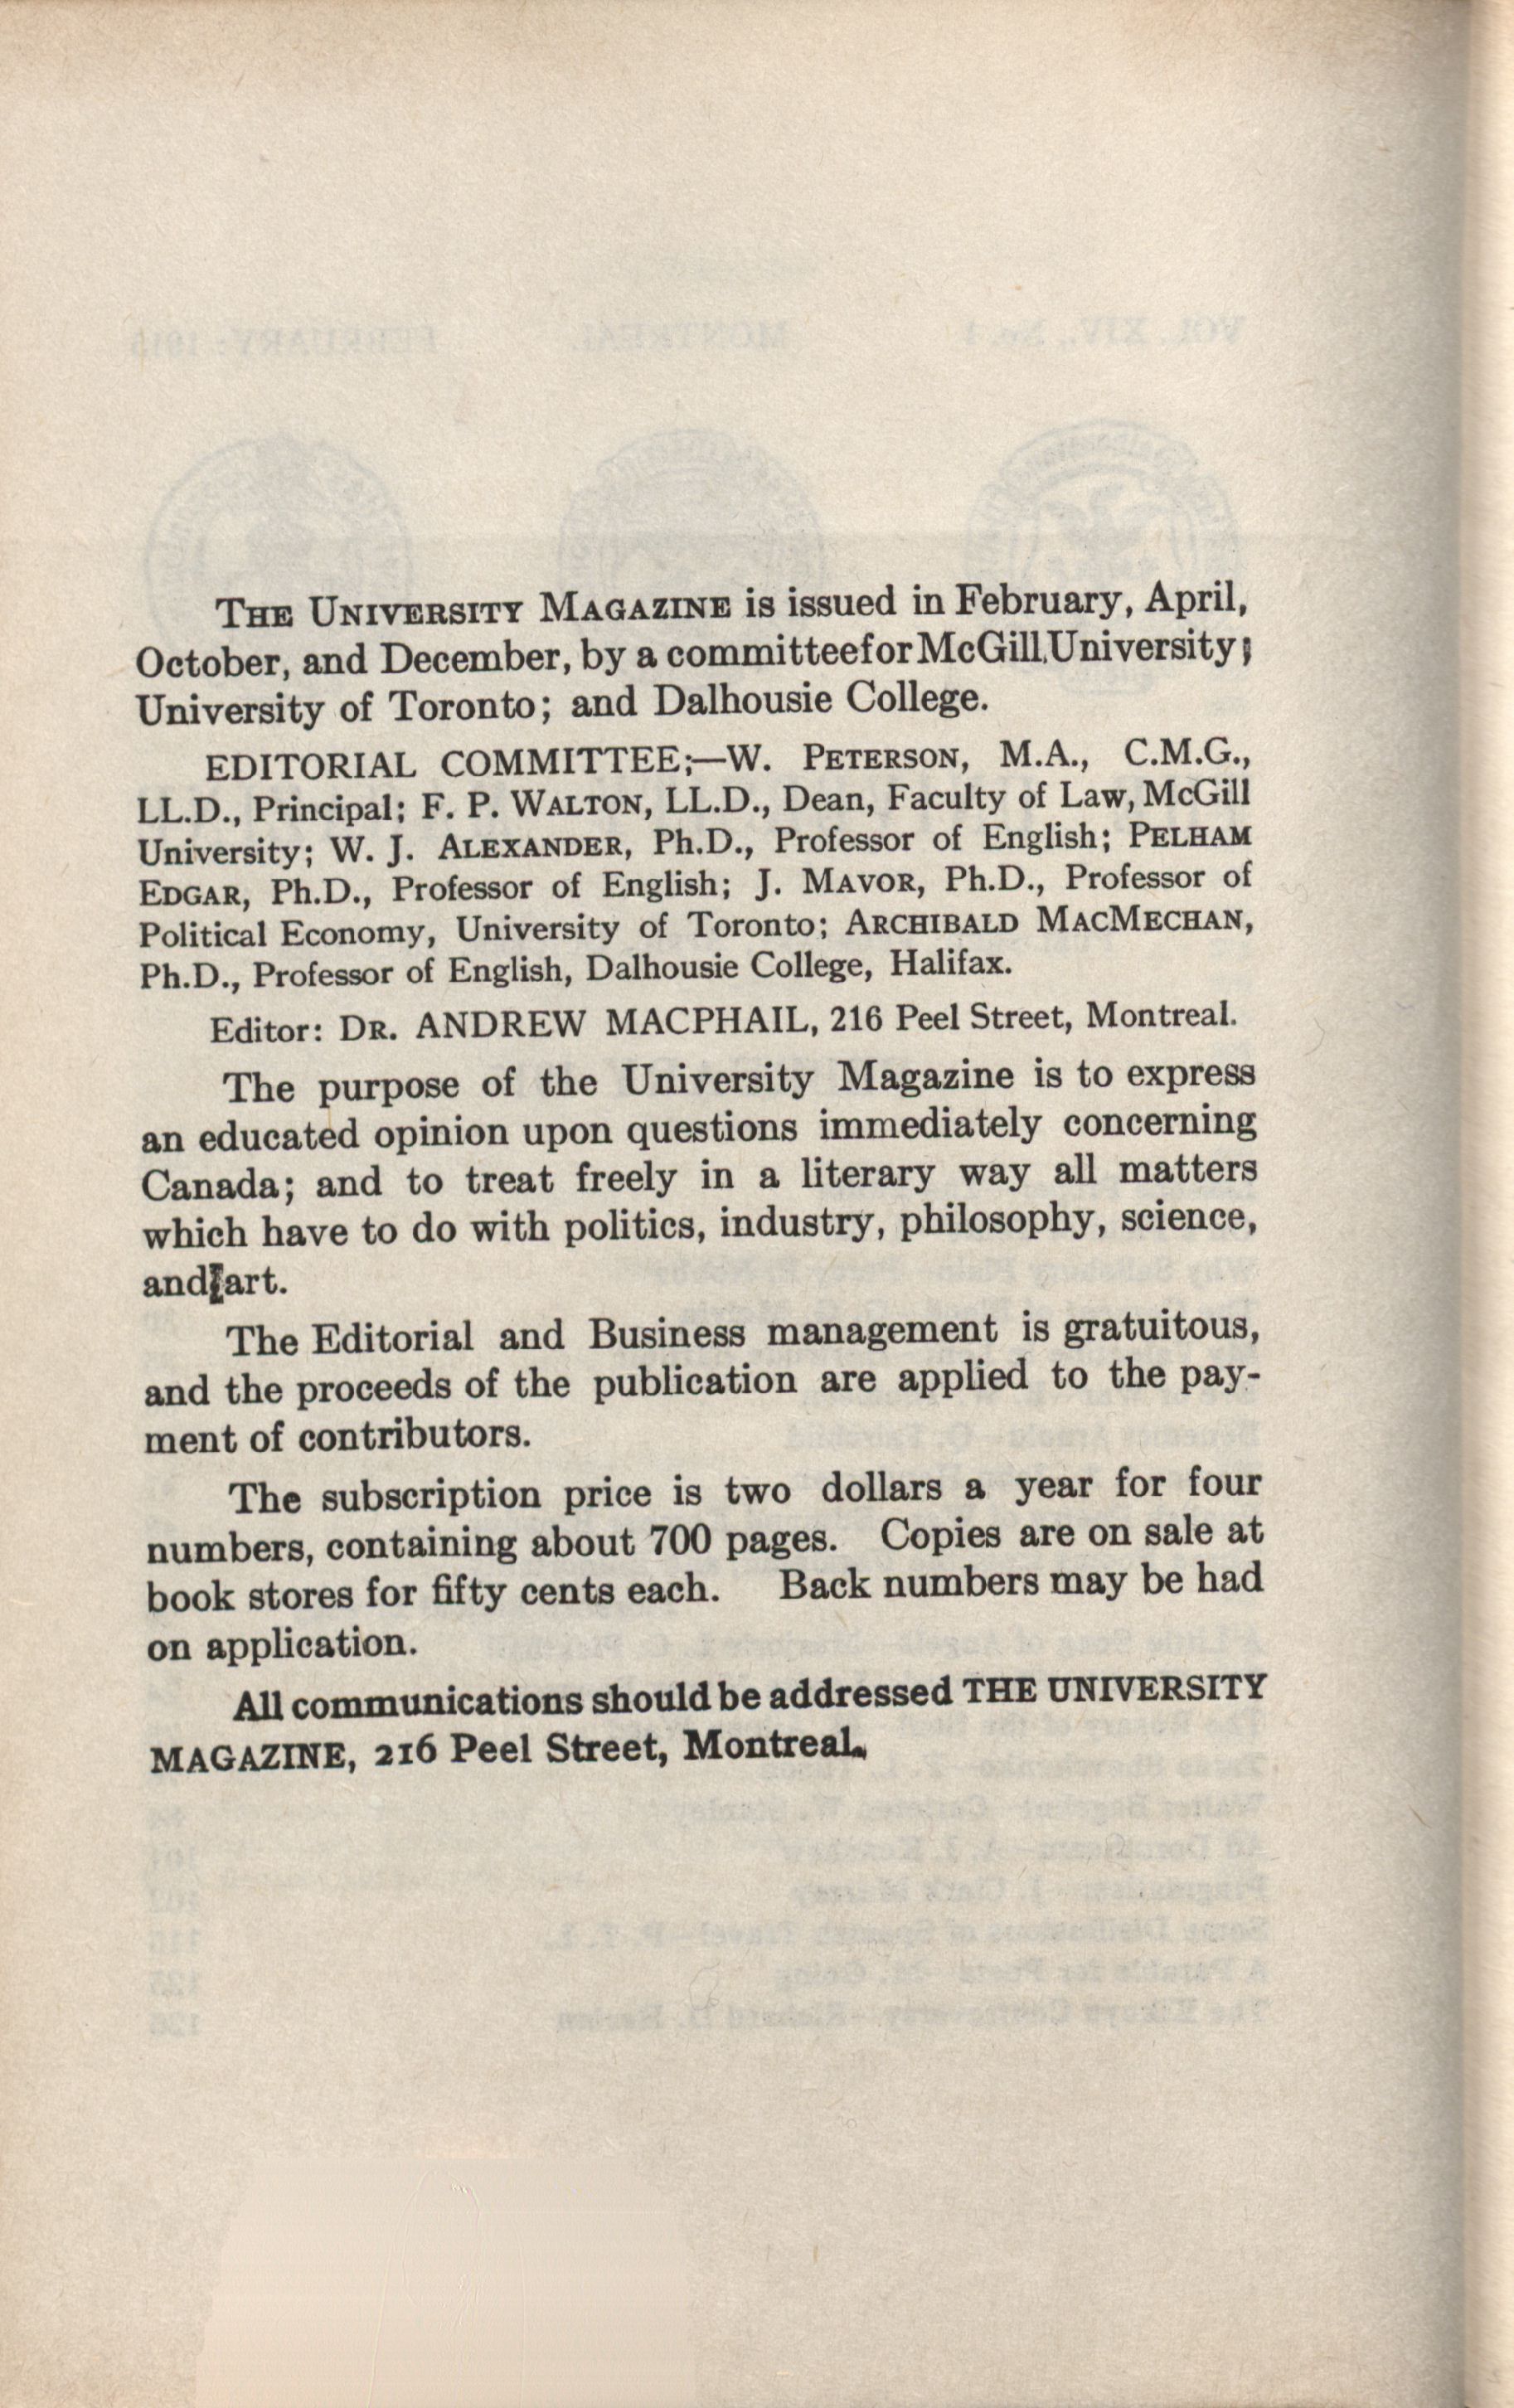 THE UNIVERSITY MAGAZINE is issued in February, April,
October, and December, by a committee for McGill University;
University of Toronto; and Dalhousie College.
EDITORIAL COMMITTEE;—W. PETERSON, M.A., C.M.G.,
LL.D., Principal; F. P. WALTON, LL.D., Dean, Faculty of Law, McGill
University; W. J. ALEXANDER, Ph.D., Professor of English; PELHAM
EDGAR, Ph.D., Professor of English; J. MAVOR, Ph.D., Professor of
Political Economy, University of Toronto; ARCHIBALD MACMECHAN,
Ph.D., Professor of English, Dalhousie College, Halifax.
Editor: DR. ANDREW MACPHAIL, 216 Peel Street, Montreal.
The purpose of the University Magazine is to express
an educated opinion upon questions immediately concerning
Canada; and to treat freely in a literary way all matters
which have to do with politics, industry, philosophy, science,
and art.
The Editorial and Business management is gratuitous,
and the proceeds of the publication are applied to the pay-
ment of contributors.
The subscription price is two dollars a year for four
numbers, containing about 700 pages. Copies are on sale at
book stores for fifty cents each. Back numbers may be had
on application.
All communications should be addressed THE UNIVERSITY
MAGAZINE, 216 Peel Street, Montreal.